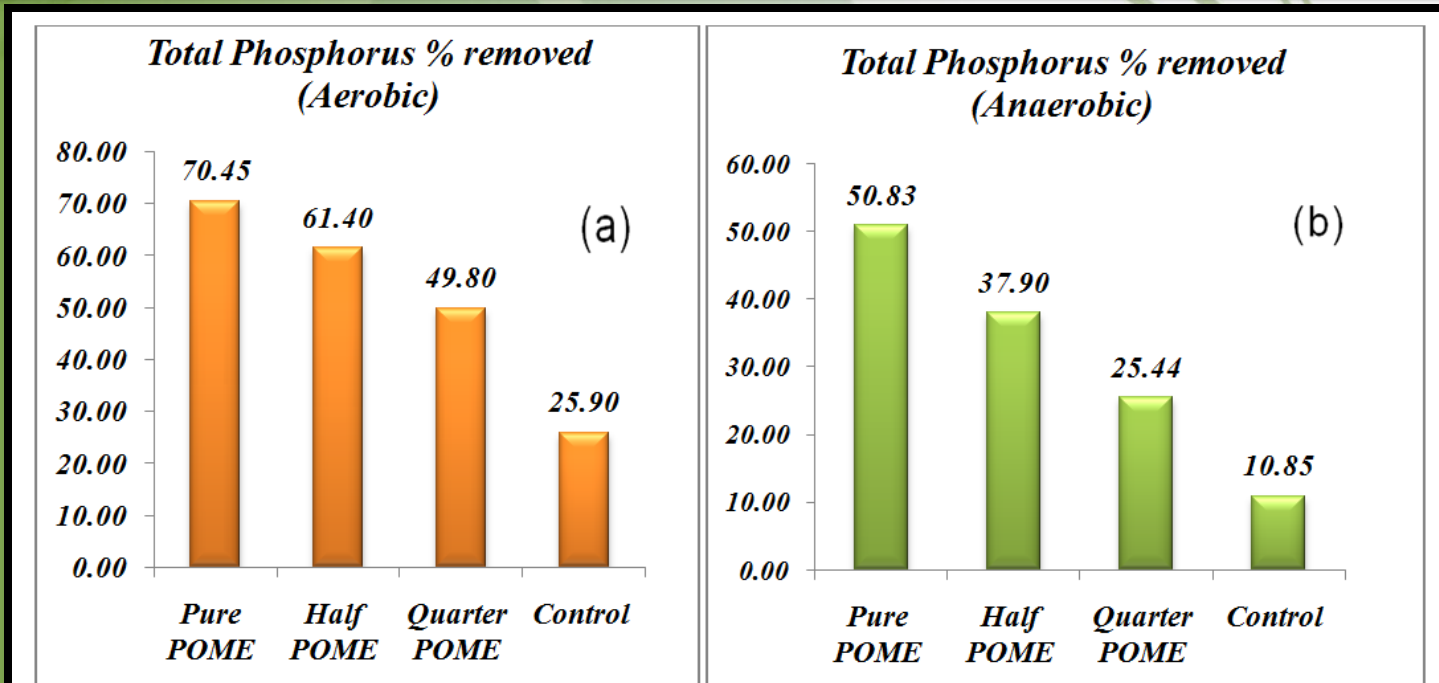 Total Phosphorus % removed
(Aerobic)
80.00
70.00
60.00
50.00
40.00
30.00
20.00
10.00
0.00
70.45
61.40
49.80
25.90
(a)
Pure Half Quarter Control
POME POME POME
Total Phosphorus % removed
(Anaerobic)
60.00
50.00
40.00
30.00
20.00
10.00
0.00
50.83
37.90
25.44
10.85
(b)
Pure Half Quarter Control
POME POME POME